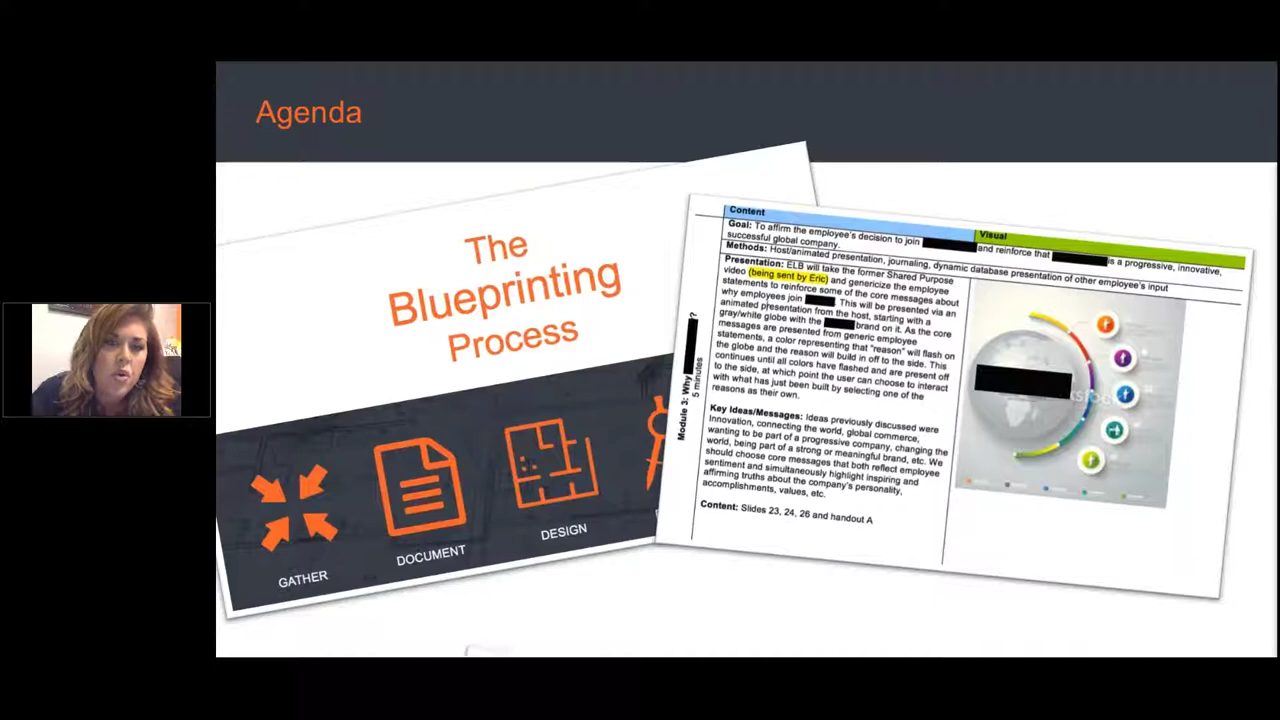 Agenda
The
Blueprinting
Process
GATHER
DOCUMENT
DESIGN
Content
Visual
Goal: To affirm the employee's decision to join and reinforce that is a progressive, innovative,
successful global company.
Methods: Host/animated presentation, journaling, dynamic database presentation of other employee's input
Module 3: Why ?
5 minutes
Presentation: ELB will take the former Shared Purpose
video (being sent by Eric) and genericize the employee
statements to reinforce some of the core messages about
why employees join . This will be presented via an
animated presentation from the host, starting with a
gray/white globe with the brand on it. As the core
messages are presented from generic employee
statements, a color representing that "reason" will flash on
the globe and the reason will build in off to the side. This
continues until all colors have flashed and are present off
to the side, at which point the user can choose to interact
with what has just been built by selecting one of the
reasons as their own.
Key Ideas/Messages: Ideas previously discussed were
Innovation, connecting the world, global commerce,
wanting to be part of a progressive company, changing the
world, being part of a strong or meaningful brand, etc. We
should choose core messages that both reflect employee
sentiment and simultaneously highlight inspiring and
affirming truths about the company's personality,
accomplishments, values, etc.
Content: Slides 23, 24, 26 and handout A